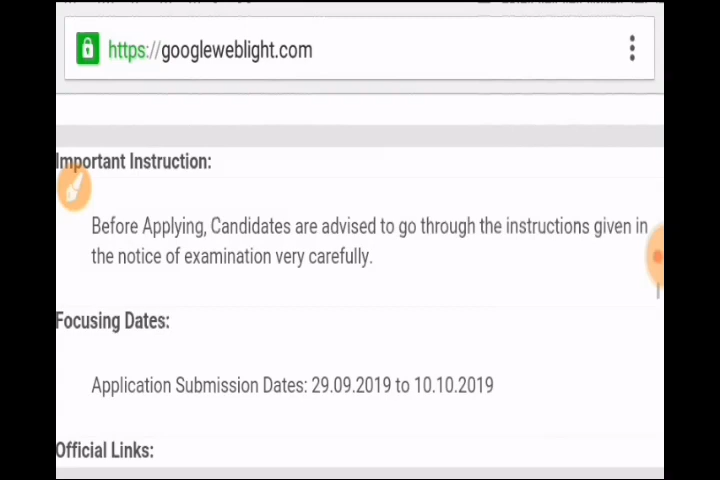 https://googleweblight.com
Important Instruction:
Before Applying, Candidates are advised to go through the instructions given in
the notice of examination very carefully.
Focusing Dates:
Application Submission Dates: 29.09.2019 to 10.10.2019
Official Links: